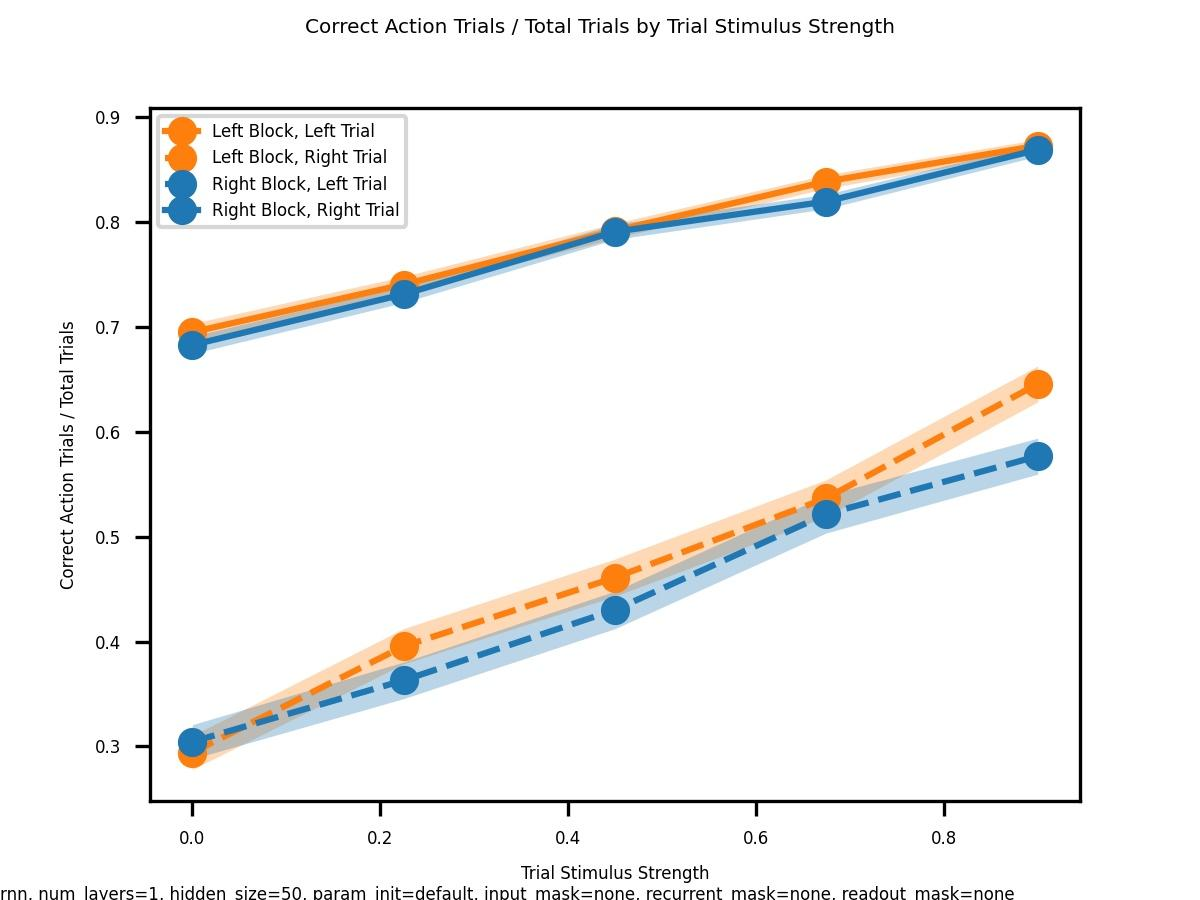 Correct Action Trials / Total Trials by Trial Stimulus Strength
0.9
0.8
0.7
0.6
0.5
0.4
0.3
Correct Action Trials / Total Trials
Left Block, Left Trial
Left Block, Right Trial
Right Block, Left Trial
Right Block, Right Trial
0.0 0.2 0.4 0.6 0.8
Trial Stimulus Strength
rnn, num_layers=1, hidden_size=50, param_init=default, input_mask=none, recurrent_mask=none, readout_mask=none